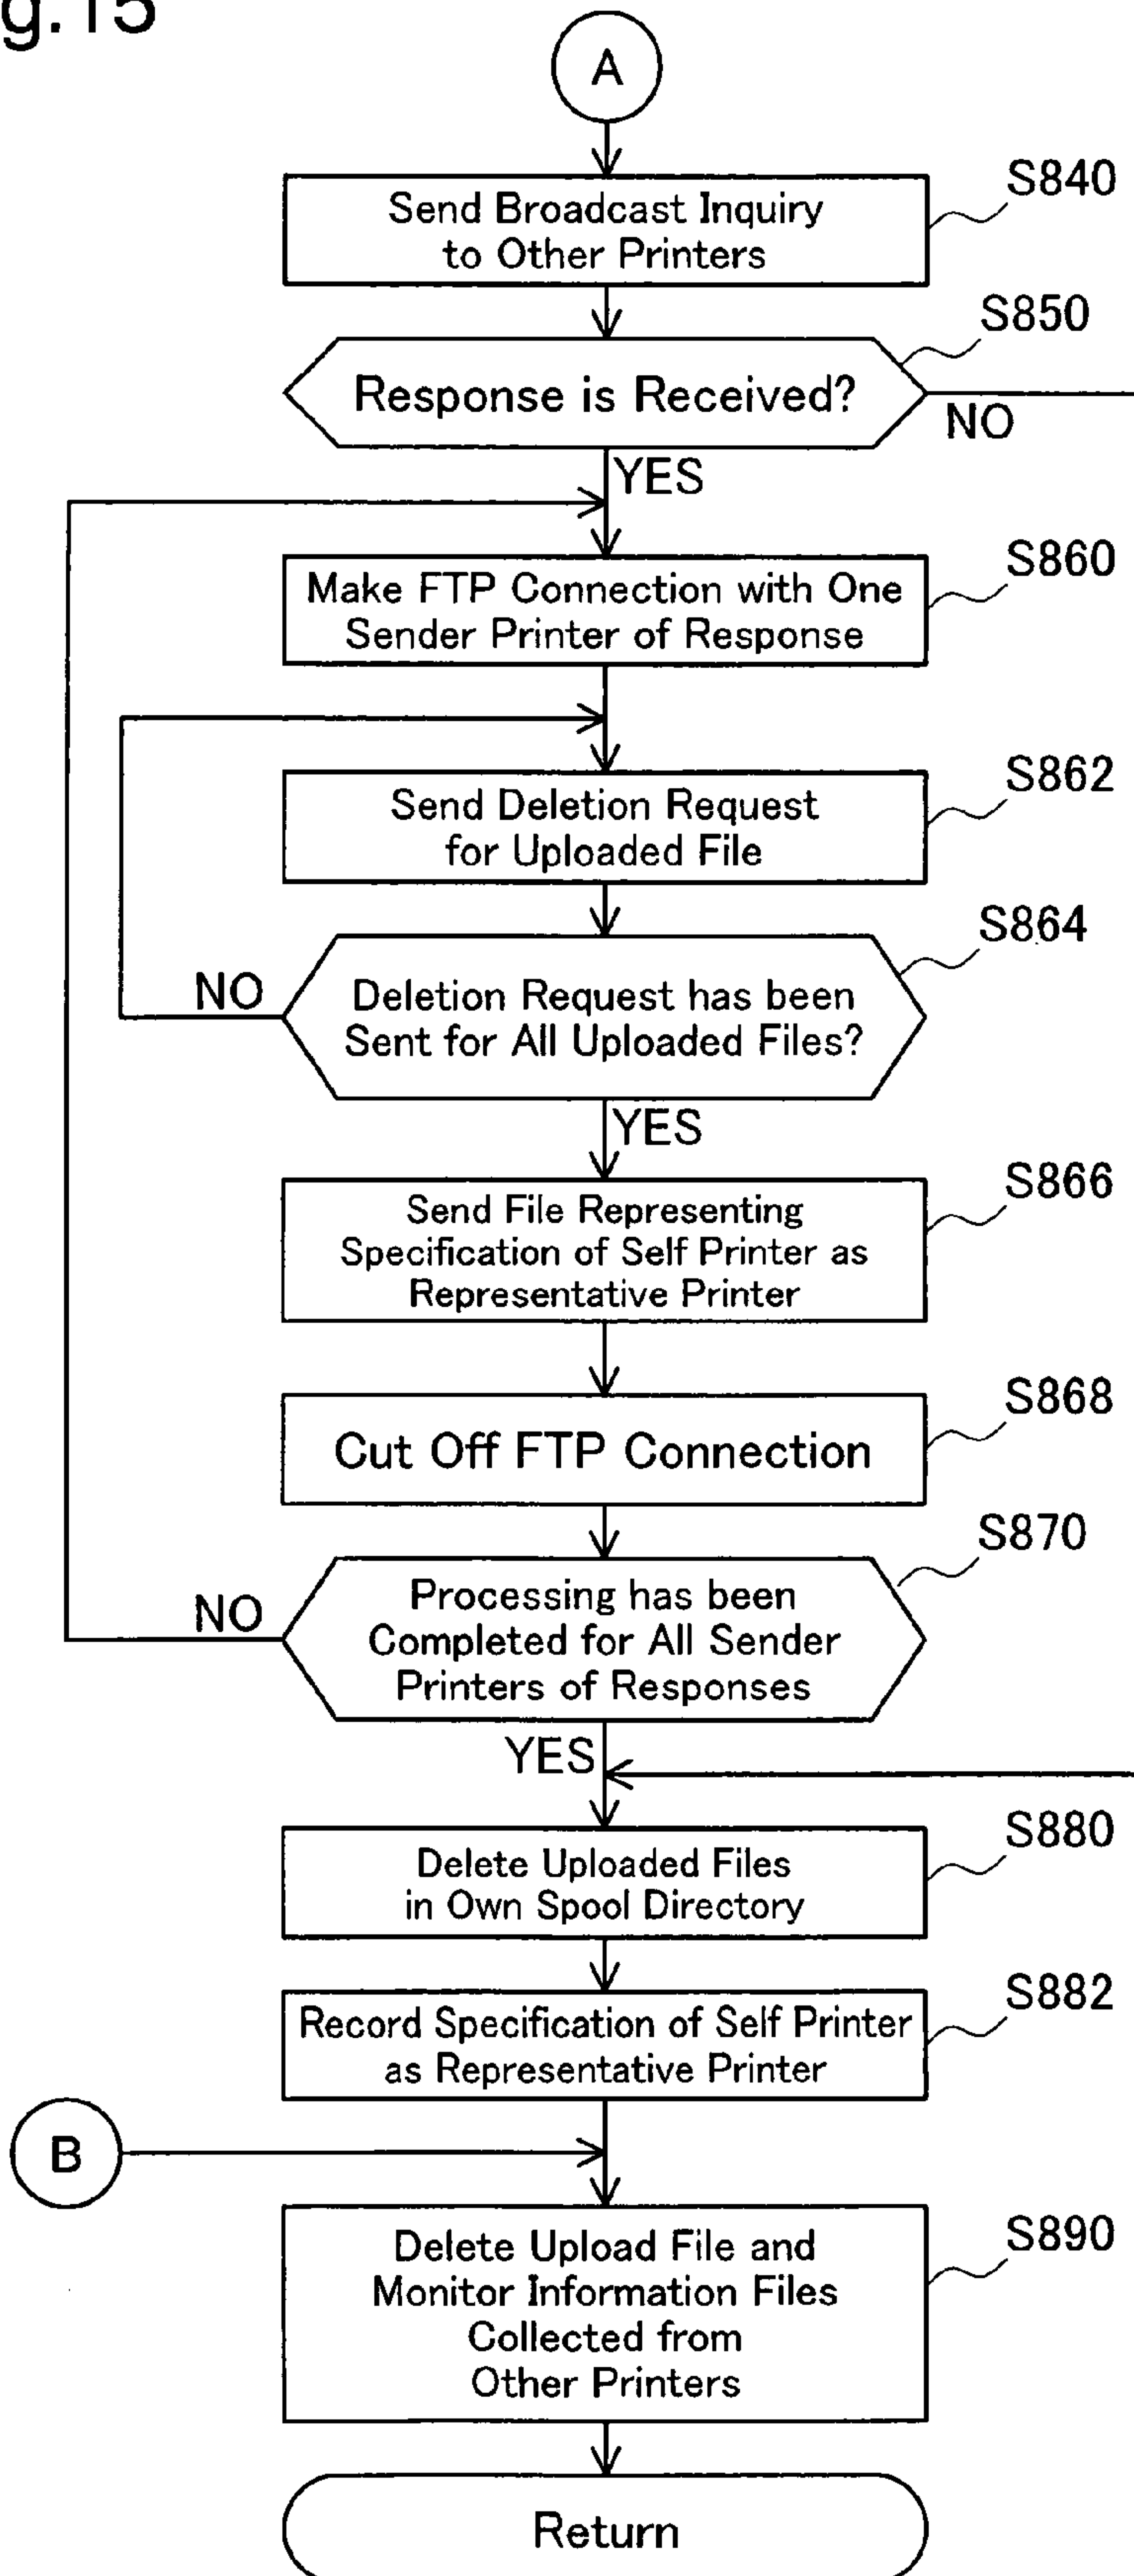 g.15
A
S840
Send Broadcast Inquiry
to Other Printers
S850
Response is Received?
NO
YES
S860
Make FTP Connection with One
Sender Printer of Response
S862
Send Deletion Request
for Uploaded File
S864
NO
Deletion Request has been
Sent for All Uploaded Files?
YES
S866
Send File Representing
Specification of Self Printer as
Representative Printer
S868
Cut Off FTP Connection
S870
NO
Processing has been
Completed for All Sender
Printers of Responses
YES
S880
Delete Uploaded Files
in Own Spool Directory
S882
Record Specification of Self Printer
as Representative Printer
B
S890
Delete Upload File and
Monitor Information Files
Collected from
Other Printers
Return